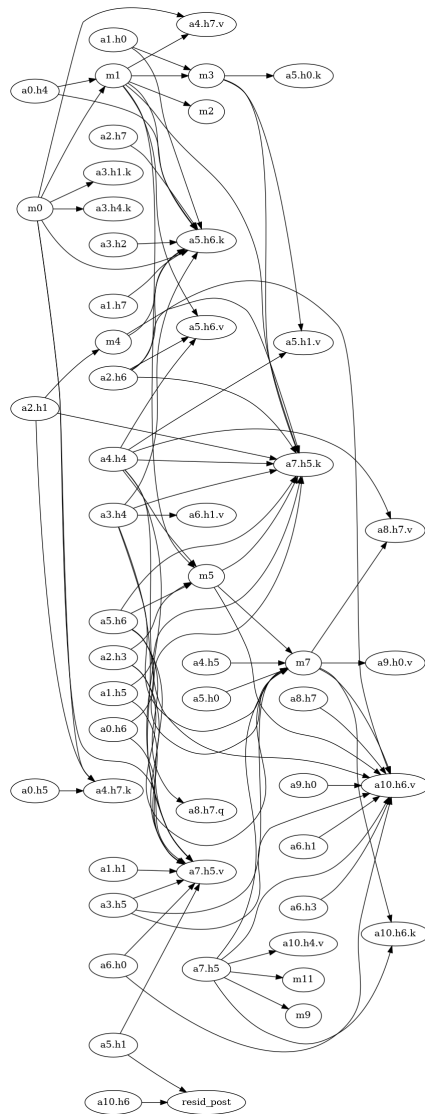 a4.h7.v
a1.h0
m1
m3
a5.h0.k
a0.h4
m2
a2.h7
a3.h1.k
m0
a3.h4.k
a3.h2
a5.h6.k
a1.h7
a5.h6.v
m4
a5.h1.v
a2.h6
a2.h1
a4.h4
a7.h5.k
a3.h4
a6.h1.v
a8.h7.v
m5
a5.h6
a2.h3
a4.h5
m7
a9.h0.v
a1.h5
a5.h0
a8.h7
a0.h6
a0.h5
a4.h7.k
a9.h0
a10.h6.v
a8.h7.q
a6.h1
a1.h1
a7.h5.v
a3.h5
a6.h3
a10.h6.k
a10.h4.v
a6.h0
a7.h5
m11
m9
a5.h1
a10.h6
resid_post